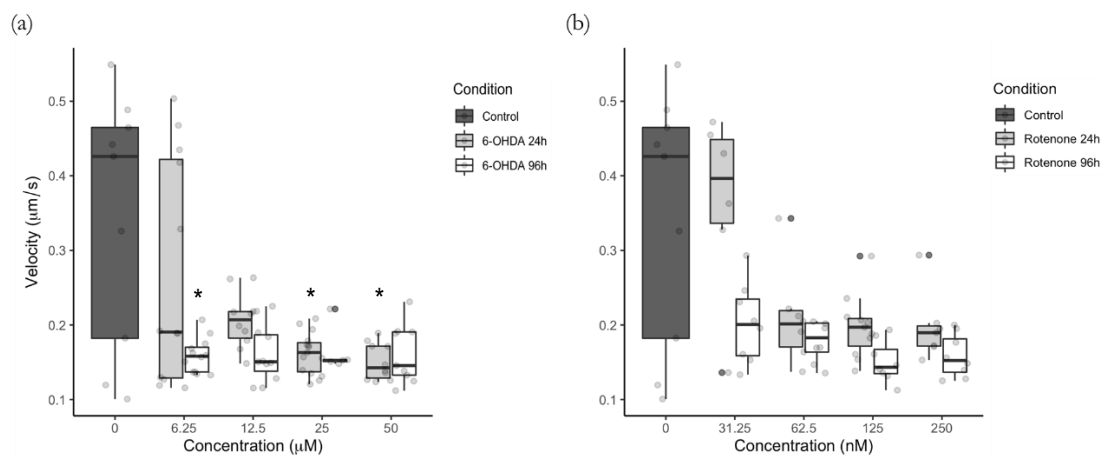 (a)
Velocity (μm/s)
0.5
0.4
0.3
0.2
0.1
* * *
0 6.25 12.5 25 50
Concentration (μM)
Condition
Control
6-OHDA 24h
6-OHDA 96h
(b)
0.5
0.4
0.3
0.2
0.1
0 31.25 62.5 125 250
Concentration (nM)
Condition
Control
Rotenone 24h
Rotenone 96h